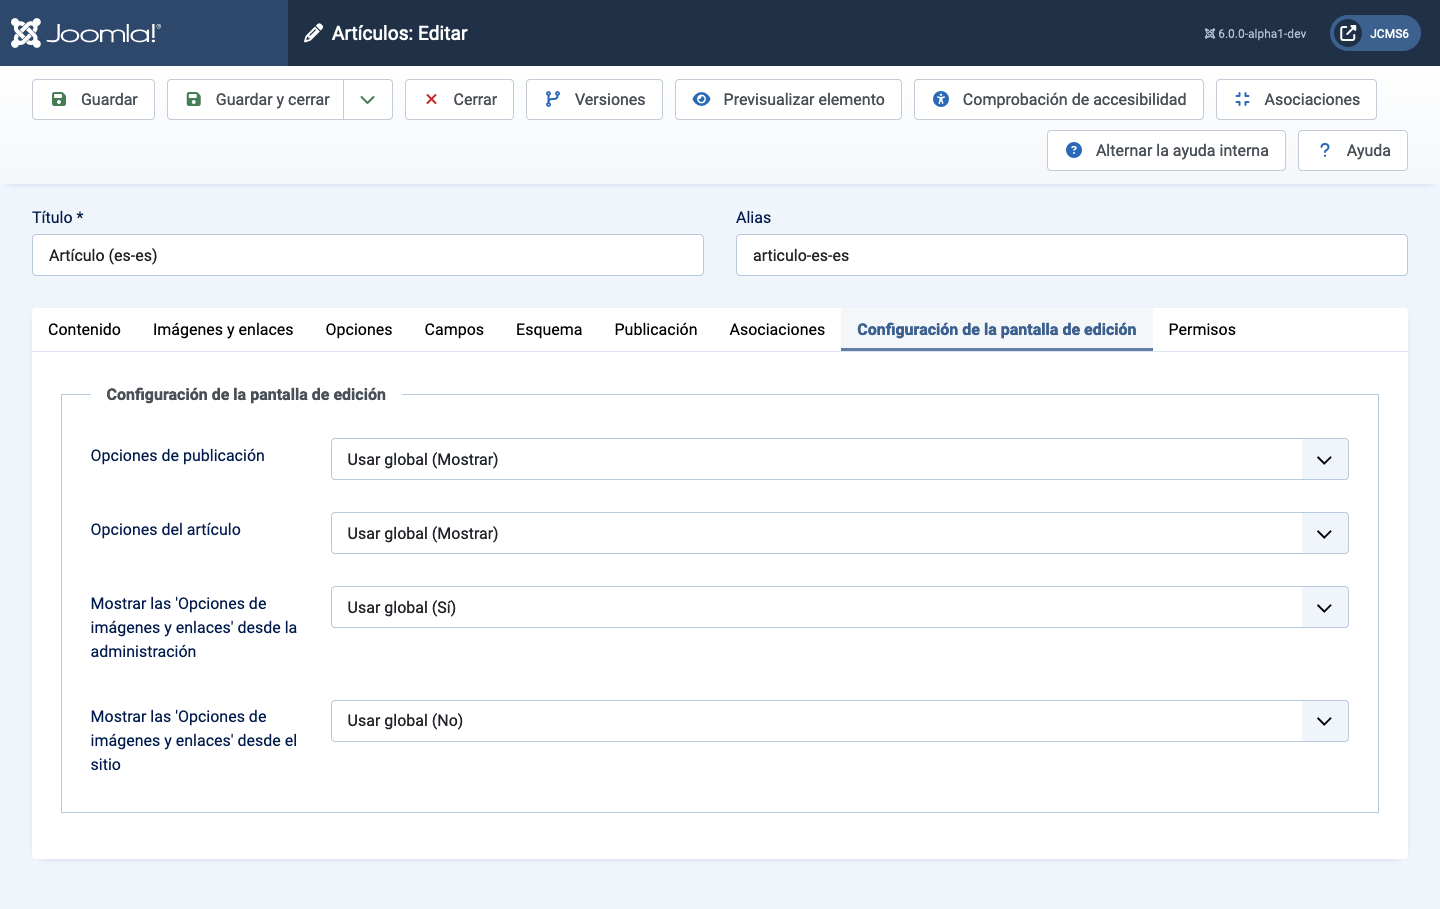 Joomla!®
Artículos: Editar
6.0.0-alpha1-dev
JCMS6
Guardar
Guardar y cerrar
Cerrar
Versiones
Previsualizar elemento
Comprobación de accesibilidad
Asociaciones
Alternar la ayuda interna
Ayuda
Título *
Alias
Artículo (es-es)
articulo-es-es
Contenido
Imágenes y enlaces
Opciones
Campos
Esquema
Publicación
Asociaciones
Configuración de la pantalla de edición
Permisos
Configuración de la pantalla de edición
Opciones de publicación
Usar global (Mostrar)
Opciones del artículo
Usar global (Mostrar)
Mostrar las 'Opciones de
imágenes y enlaces' desde la
administración
Usar global (Sí)
Mostrar las 'Opciones de
imágenes y enlaces' desde el
sitio
Usar global (No)